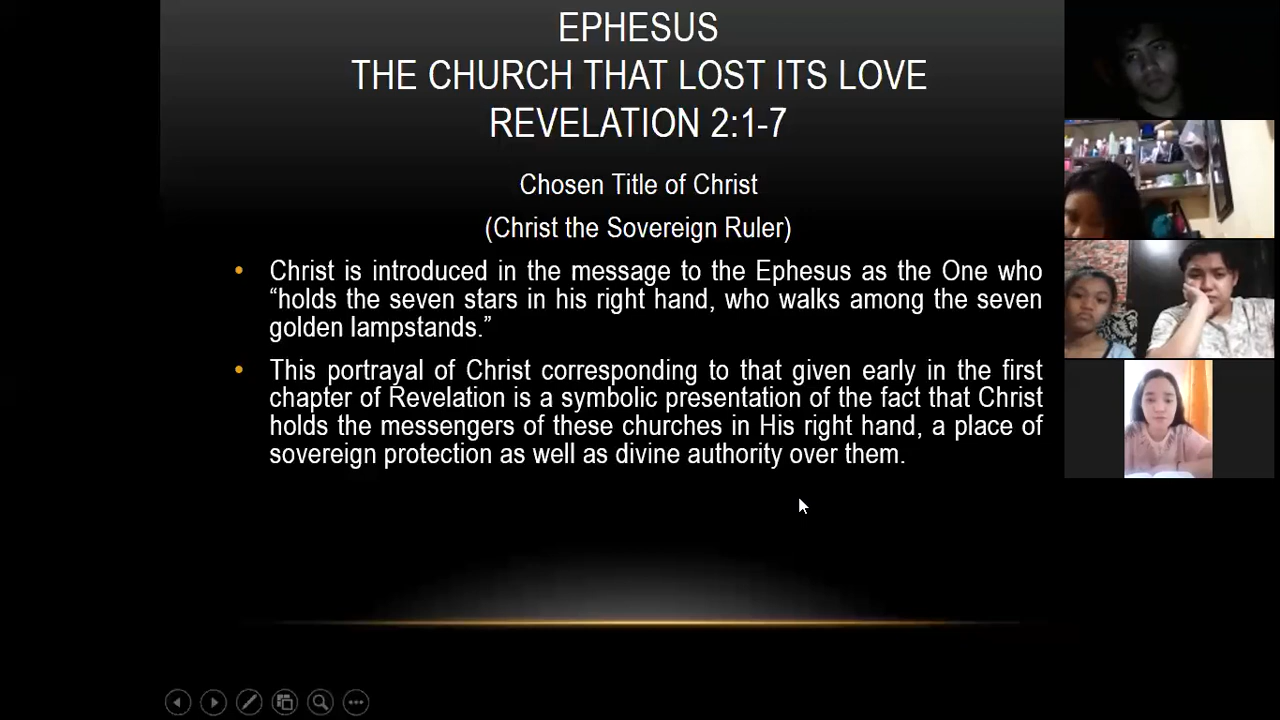 EPHESUS
THE CHURCH THAT LOST ITS LOVE
REVELATION 2:1-7
Chosen Title of Christ
(Christ the Sovereign Ruler)
• Christ is introduced in the message to the Ephesus as the One who
“holds the seven stars in his right hand, who walks among the seven
golden lampstands.”
• This portrayal of Christ corresponding to that given early in the first
chapter of Revelation is a symbolic presentation of the fact that Christ
holds the messengers of these churches in His right hand, a place of
sovereign protection as well as divine authority over them.